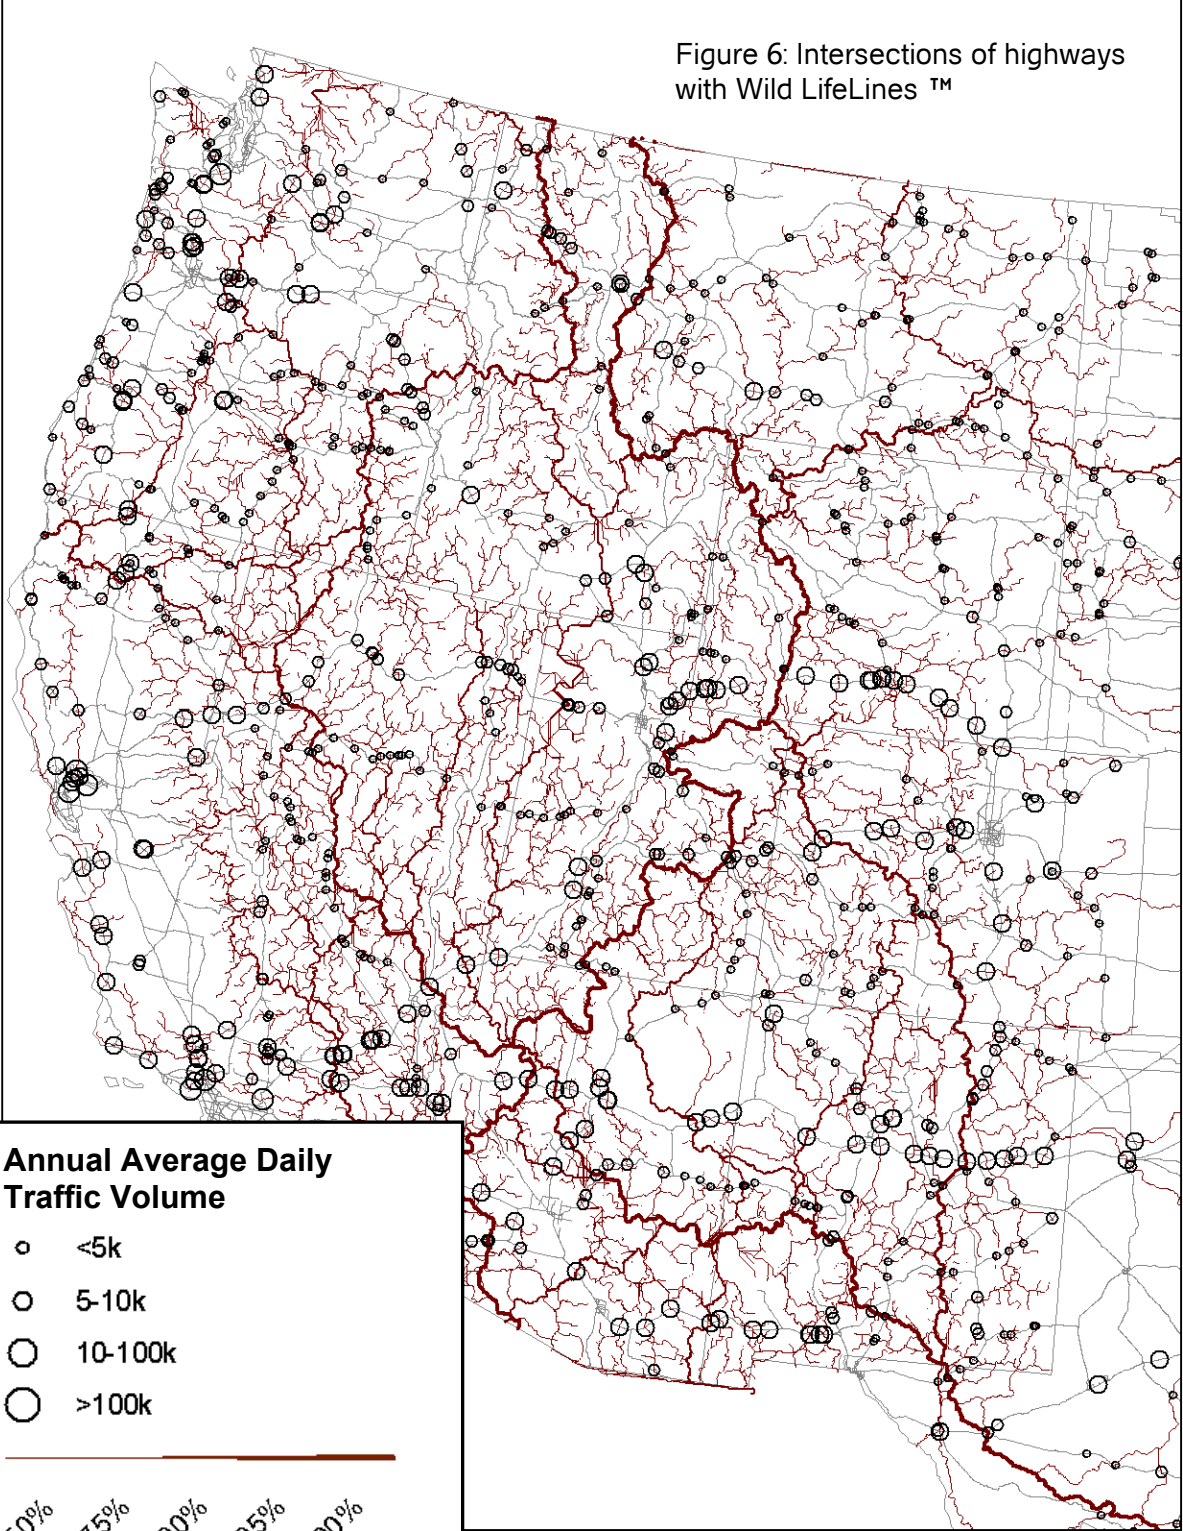 Figure 6: Intersections of highways
with Wild LifeLines ™
Annual Average Daily
Traffic Volume
<5k
5-10k
10-100k
>100k